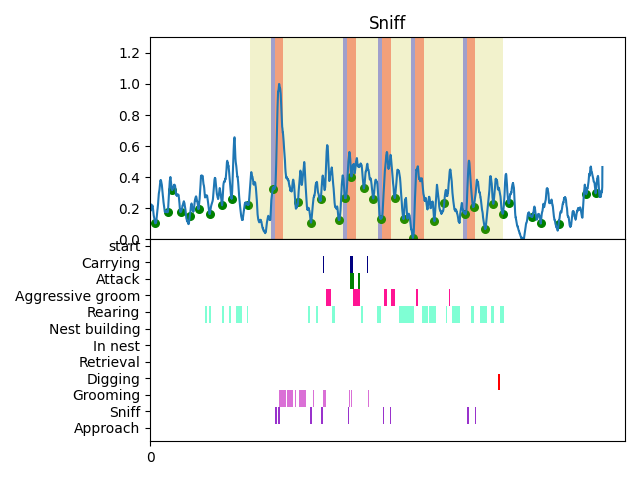 Sniff
1.2
1.0
0.8
0.6
0.4
0.2
0.0
start
Carrying
Attack
Aggressive groom
Rearing
Nest building
In nest
Retrieval
Digging
Grooming
Sniff
Approach
0